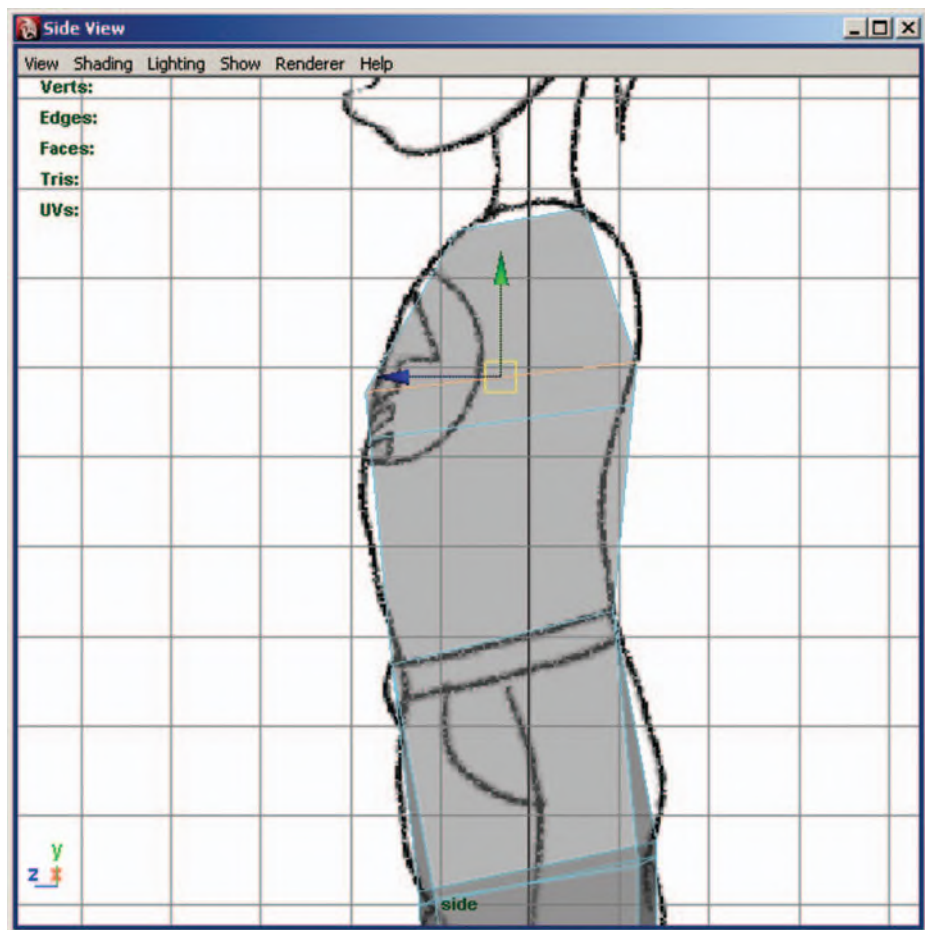 Side View
View Shading Lighting Show Renderer Help
Verts:
Edges:
Faces:
Tris:
UVs:
y
z x
side